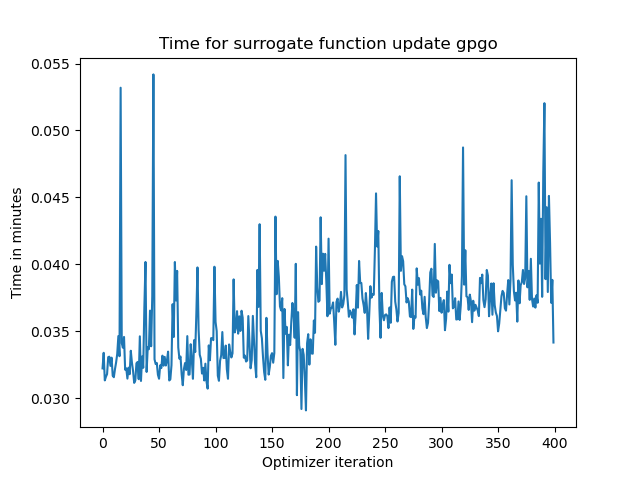 Time for surrogate function update gpgo
0.055
0.050
0.045
0.040
0.035
0.030
Time in minutes
0 50 100 150 200 250 300 350 400
Optimizer iteration